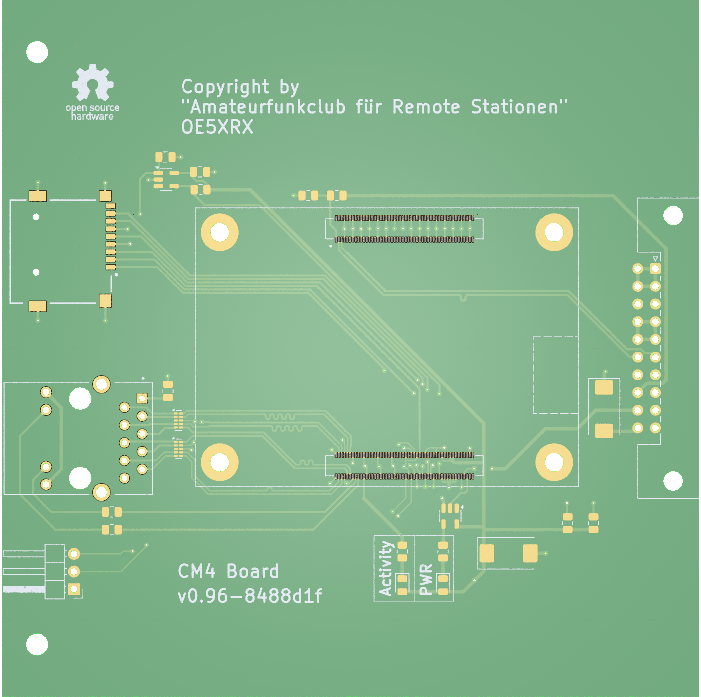 open source
hardware
Copyright by
"Amateurfunkclub für Remote Stationen"
OE5XRX
CM4 Board
v0.96-8488d1f
Activity
PWR